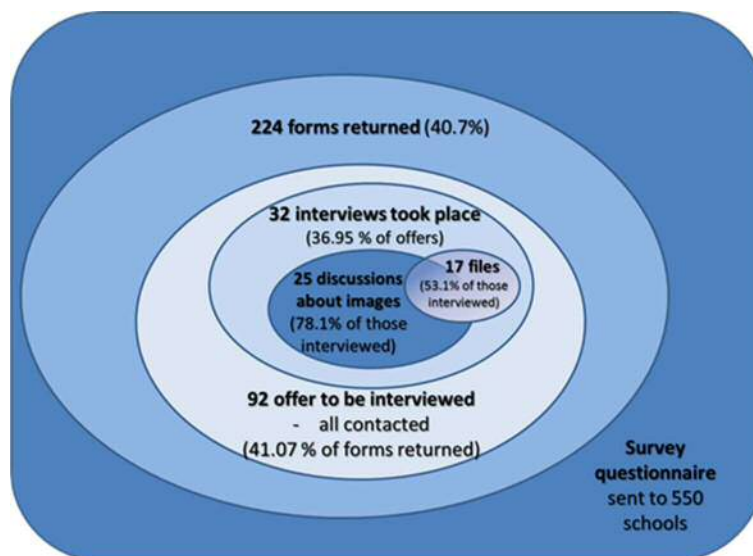 224 forms returned (40.7%)
32 interviews took place
(36.95 % of offers)
17 files
(53.1% of those
interviewed)
25 discussions
about images
(78.1% of those
interviewed)
92 offer to be interviewed
- all contacted
(41.07 % of forms returned)
Survey
questionnaire
sent to 550
schools